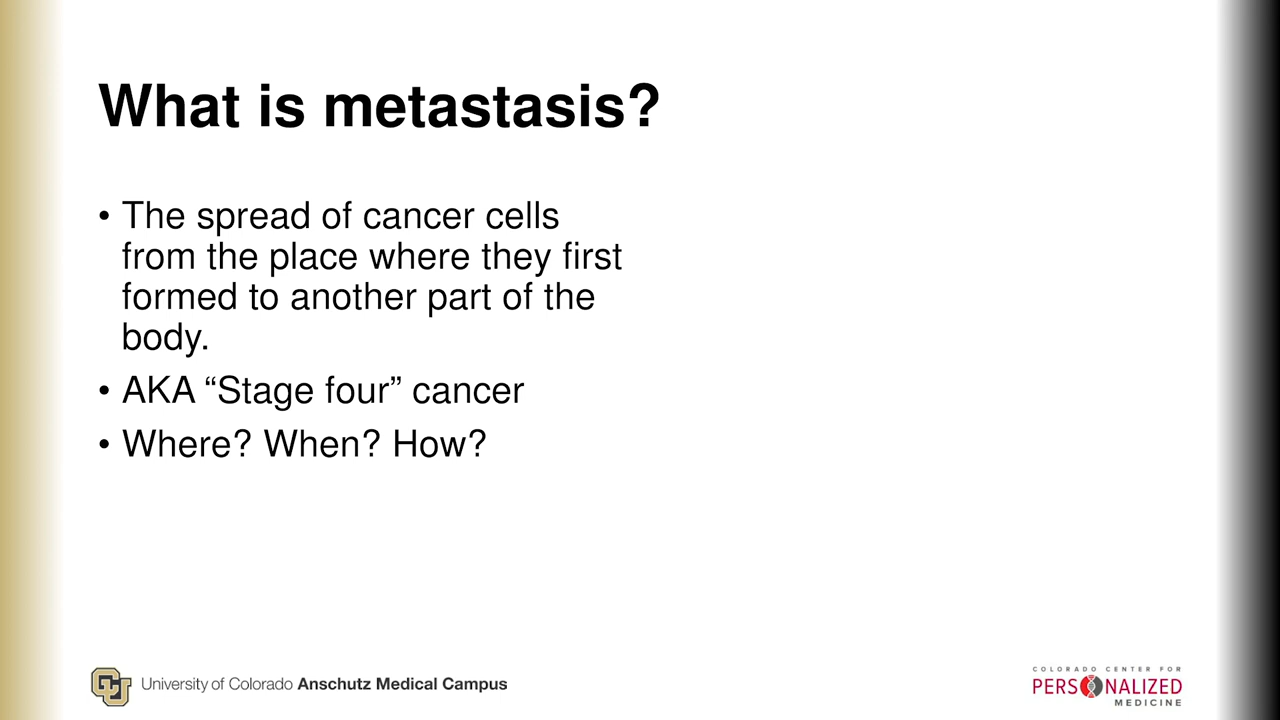 What is metastasis?
• The spread of cancer cells
from the place where they first
formed to another part of the
body.
• AKA “Stage four” cancer
• Where? When? How?
University of Colorado Anschutz Medical Campus
COLORADO CENTER FOR
PERSONALIZED
MEDICINE